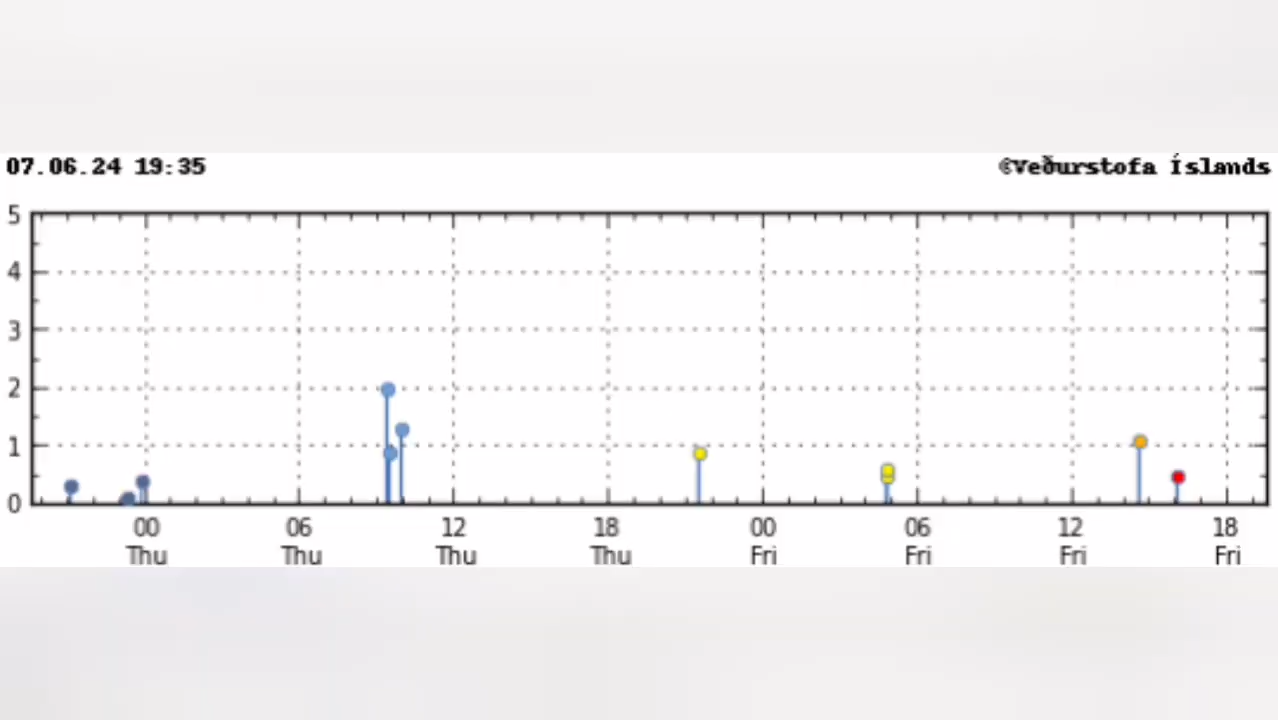 07.06.24 19:35 ©Veðurstofa Íslands
5
4
3
2
1
0
00 06 12 18 00 06 12 18
Thu Thu Thu Thu Fri Fri Fri Fri